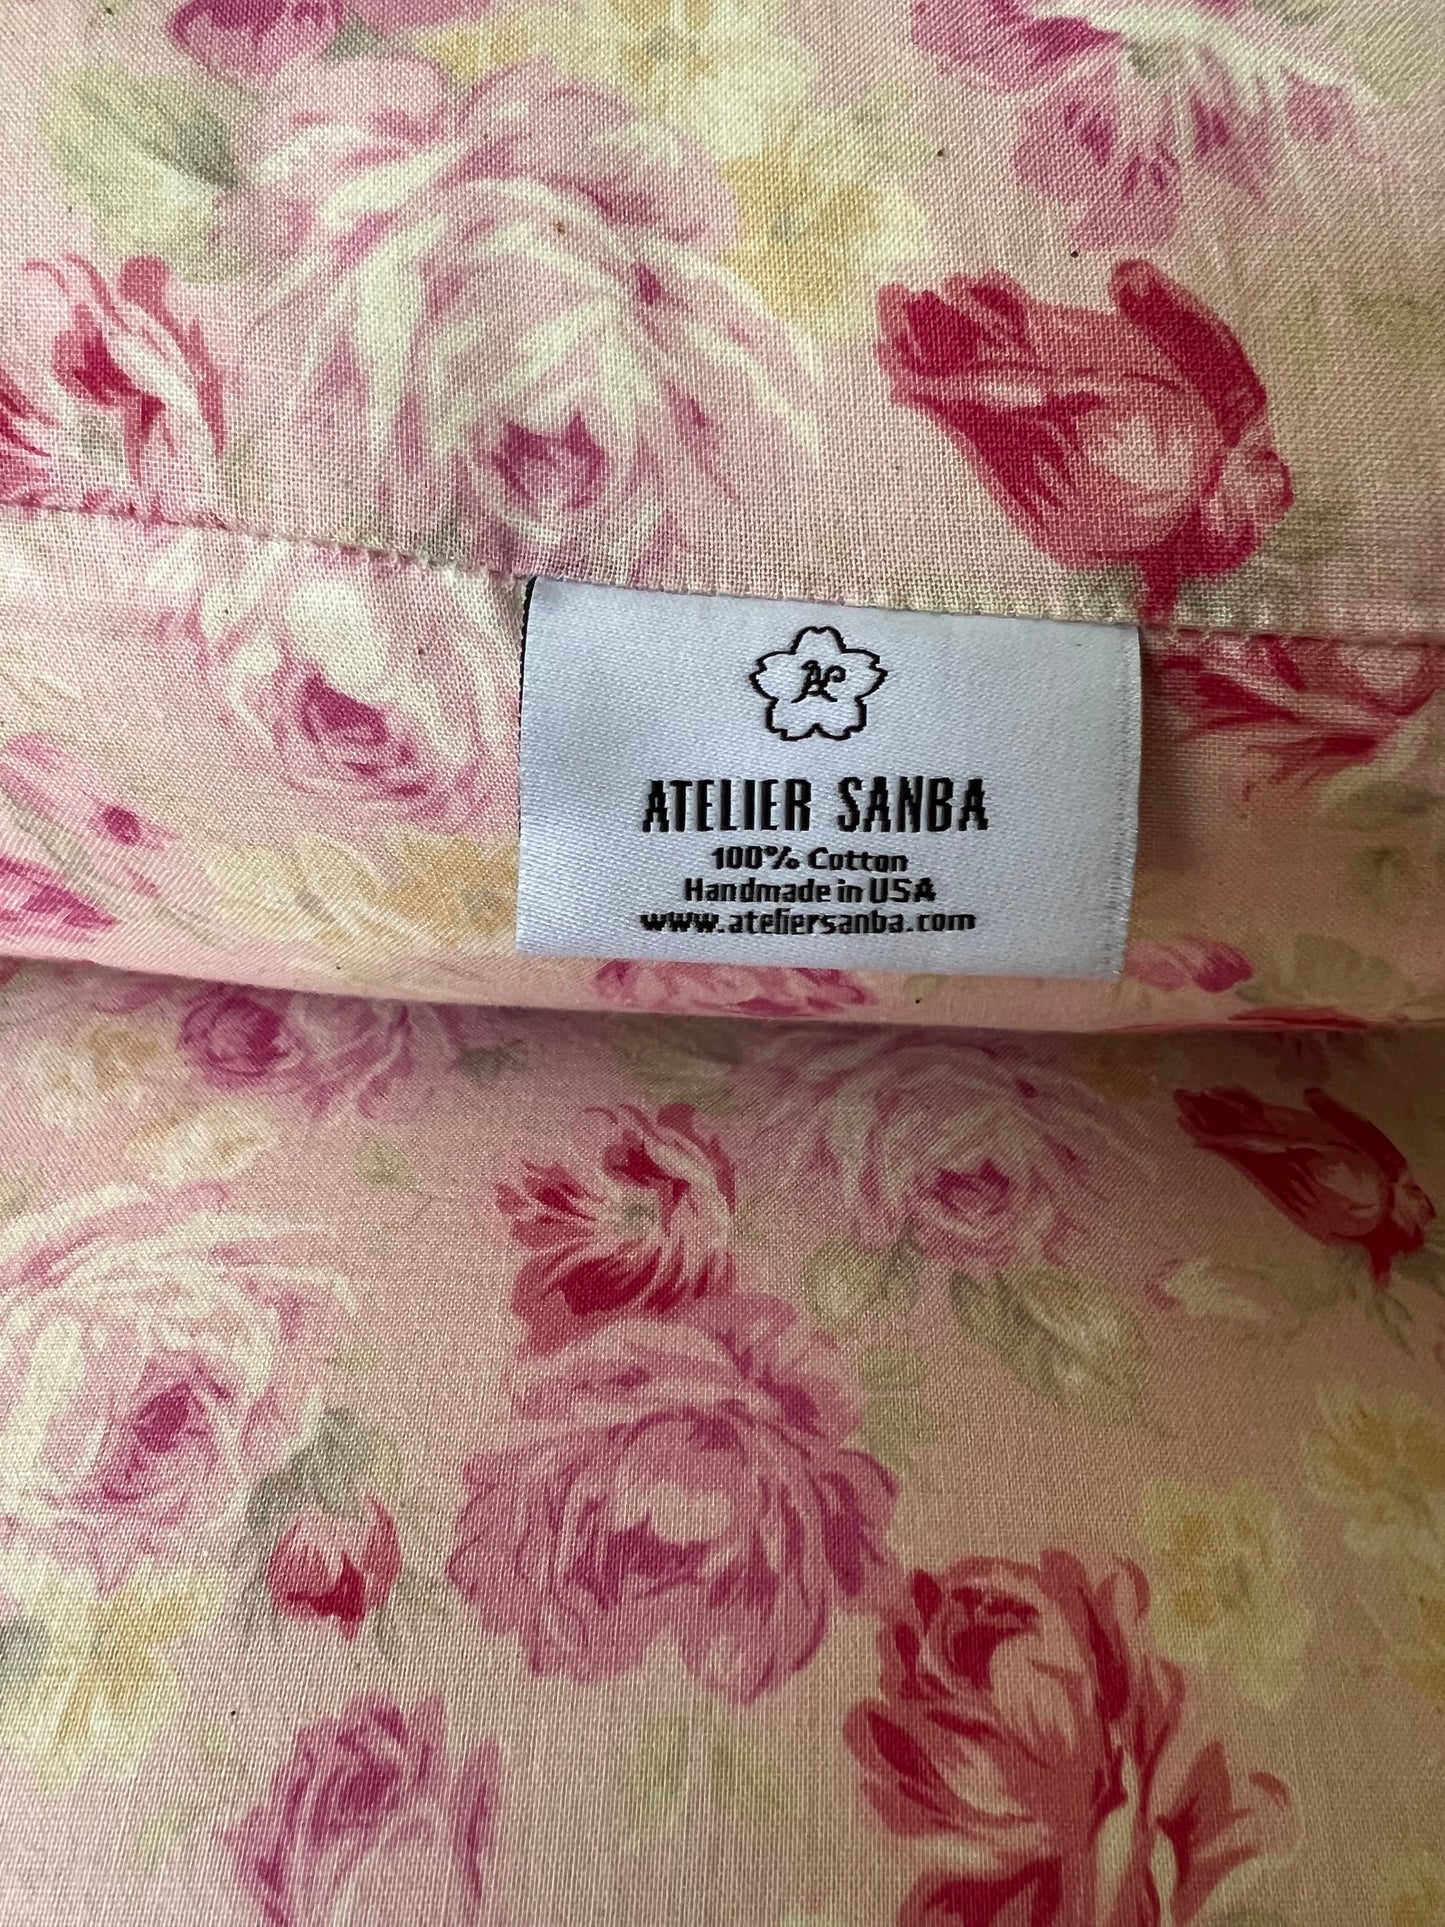 ATELIER SANBA
100% Cotton
Handmade in USA
www.ateliersanba.com